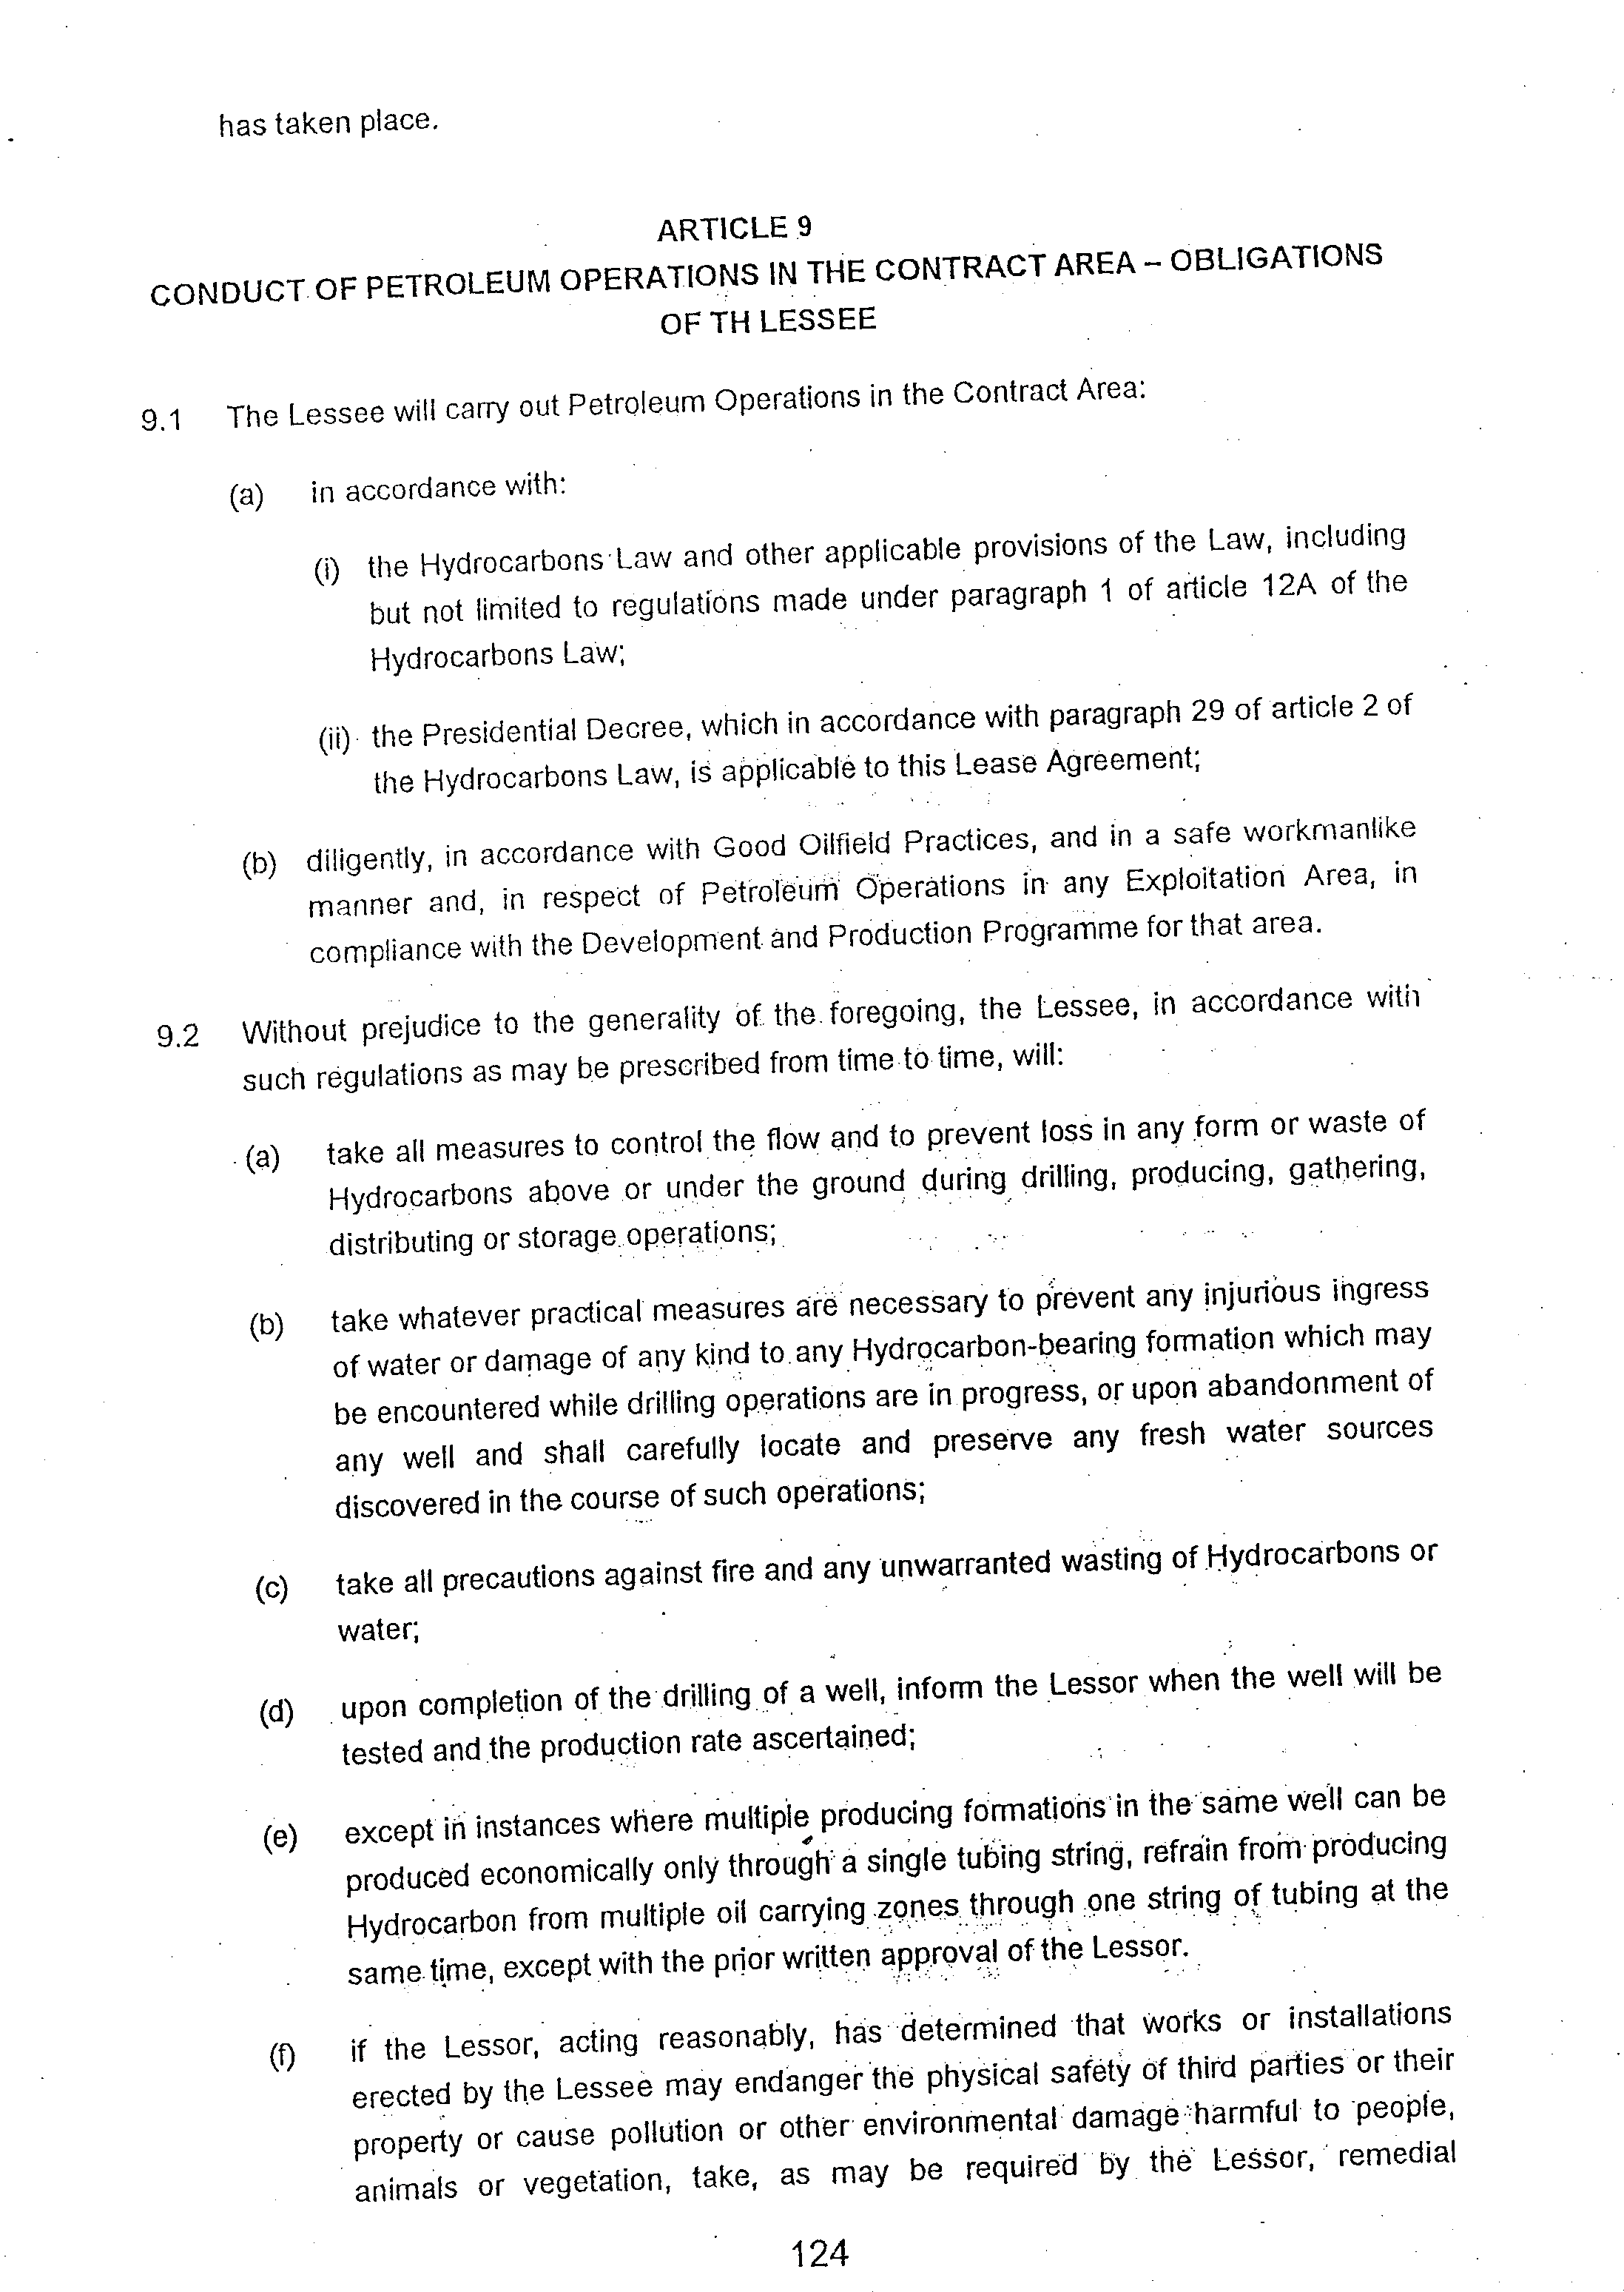 has taken place.
ARTICLE 9
CONDUCT OF PETROLEUM OPERATIONS IN THE CONTRACT AREA – OBLIGATIONS
OF TH LESSEE
9.1 The Lessee will carry out Petroleum Operations in the Contract Area:
(a) in accordance with:
(i) the Hydrocarbons Law and other applicable provisions of the Law, including
but not limited to regulations made under paragraph 1 of article 12A of the
Hydrocarbons Law;
(ii) the Presidential Decree, which in accordance with paragraph 29 of article 2 of
the Hydrocarbons Law, is applicable to this Lease Agreement;
(b) diligently, in accordance with Good Oilfield Practices, and in a safe workmanlike
manner and, in respect of Petroleum Operations in any Exploitation Area, in
compliance with the Development and Production Programme for that area.
9.2 Without prejudice to the generality of the foregoing, the Lessee, in accordance with
such regulations as may be prescribed from time to time, will:
(a) take all measures to control the flow and to prevent loss in any form or waste of
Hydrocarbons above or under the ground during drilling, producing, gathering,
distributing or storage operations;
(b) take whatever practical measures are necessary to prevent any injurious ingress
of water or damage of any kind to any Hydrocarbon-bearing formation which may
be encountered while drilling operations are in progress, or upon abandonment of
any well and shall carefully locate and preserve any fresh water sources
discovered in the course of such operations;
(c) take all precautions against fire and any unwarranted wasting of Hydrocarbons or
water;
(d) upon completion of the drilling of a well, inform the Lessor when the well will be
tested and the production rate ascertained;
(e) except in instances where multiple producing formations in the same well can be
produced economically only through a single tubing string, refrain from producing
Hydrocarbon from multiple oil carrying zones through one string of tubing at the
same time, except with the prior written approval of the Lessor.
(f) if the Lessor, acting reasonably, has determined that works or installations
erected by the Lessee may endanger the physical safety of third parties or their
property or cause pollution or other environmental damage harmful to people,
animals or vegetation, take, as may be required by the Lessor, remedial
124